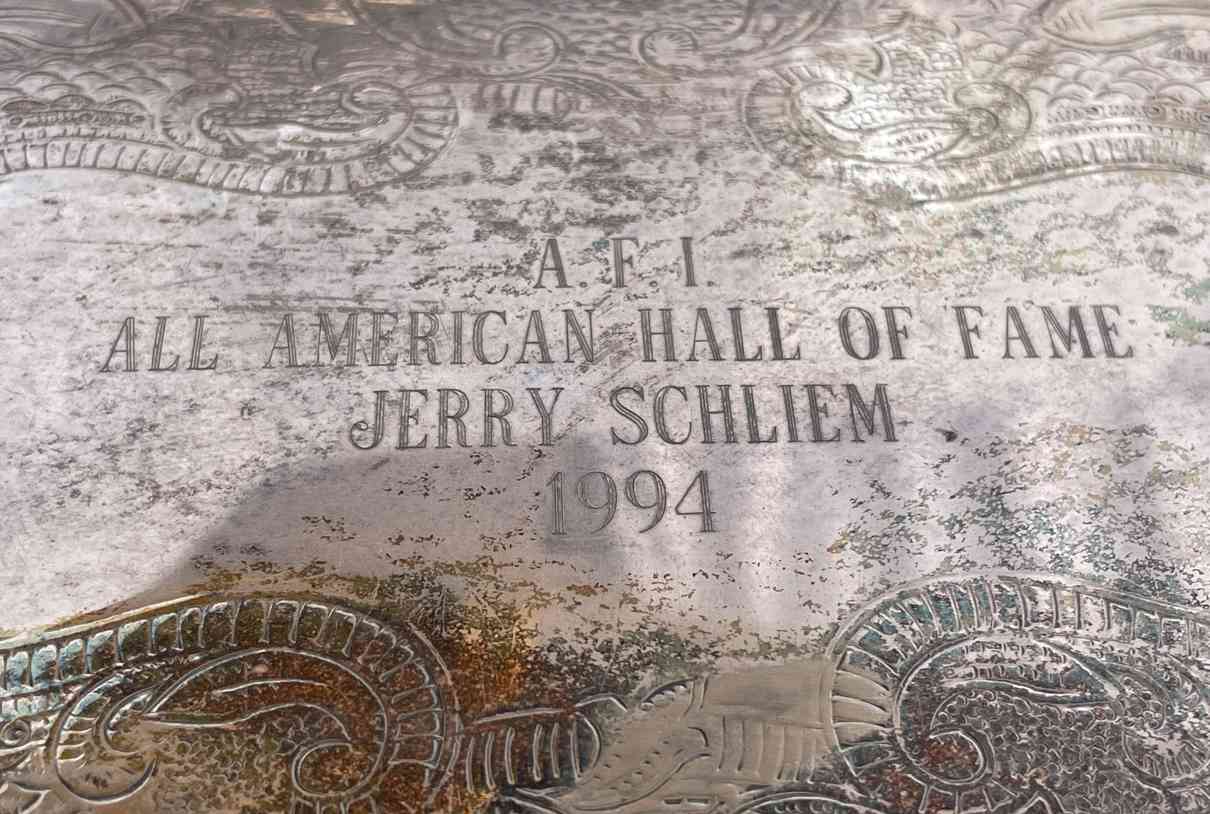 A.F.I.
ALL AMERICAN HALL OF FAME
JERRY SCHLIEM
1994